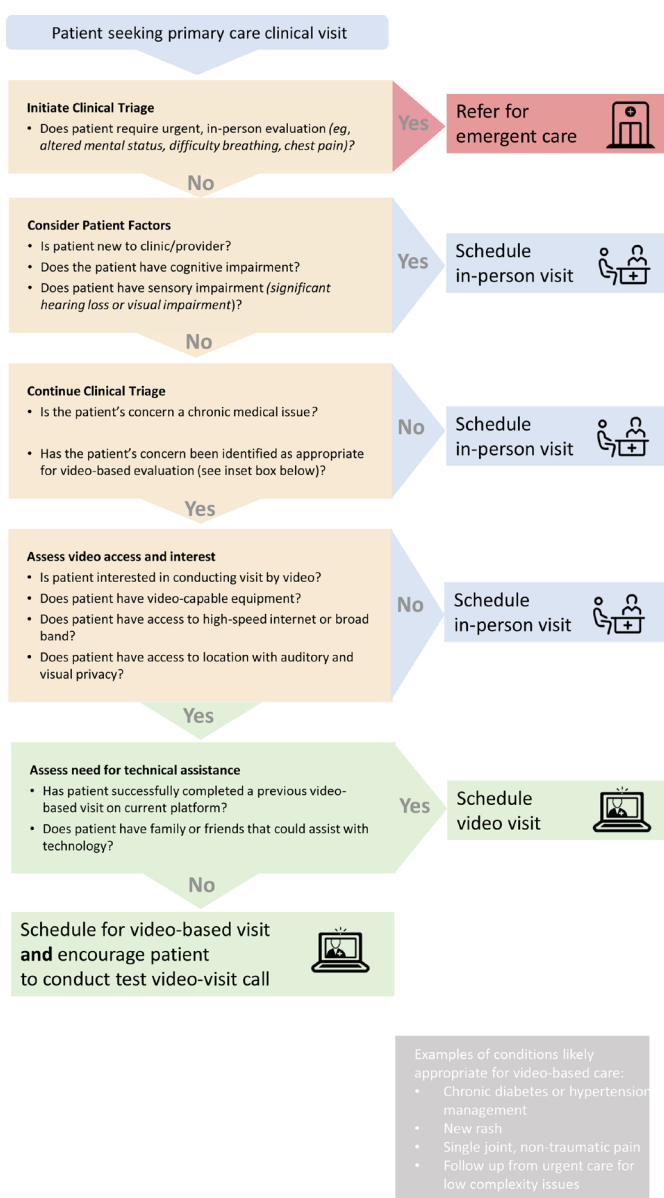 Patient seeking primary care clinical visit
Initiate Clinical Triage
• Does patient require urgent, in-person evaluation (eg,
altered mental status, difficulty breathing, chest pain)?
Yes
Refer for
emergent care
No
Consider Patient Factors
• Is patient new to clinic/provider?
• Does the patient have cognitive impairment?
• Does patient have sensory impairment (significant
hearing loss or visual impairment)?
Yes
Schedule
in-person visit
No
Continue Clinical Triage
• Is the patient's concern a chronic medical issue?
• Has the patient's concern been identified as appropriate
for video-based evaluation (see inset box below)?
No
Schedule
in-person visit
Yes
Assess video access and interest
• Is patient interested in conducting visit by video?
• Does patient have video-capable equipment?
• Does patient have access to high-speed internet or broad
band?
• Does patient have access to location with auditory and
visual privacy?
No
Schedule
in-person visit
Yes
Assess need for technical assistance
• Has patient successfully completed a previous video-
based visit on current platform?
• Does patient have family or friends that could assist with
technology?
Yes
Schedule
video visit
No
Schedule for video-based visit
and encourage patient
to conduct test video-visit call
Examples of conditions likely
appropriate for video-based care:
• Chronic diabetes or hypertension
management
• New rash
• Single joint, non-traumatic pain
• Follow up from urgent care for
low complexity issues